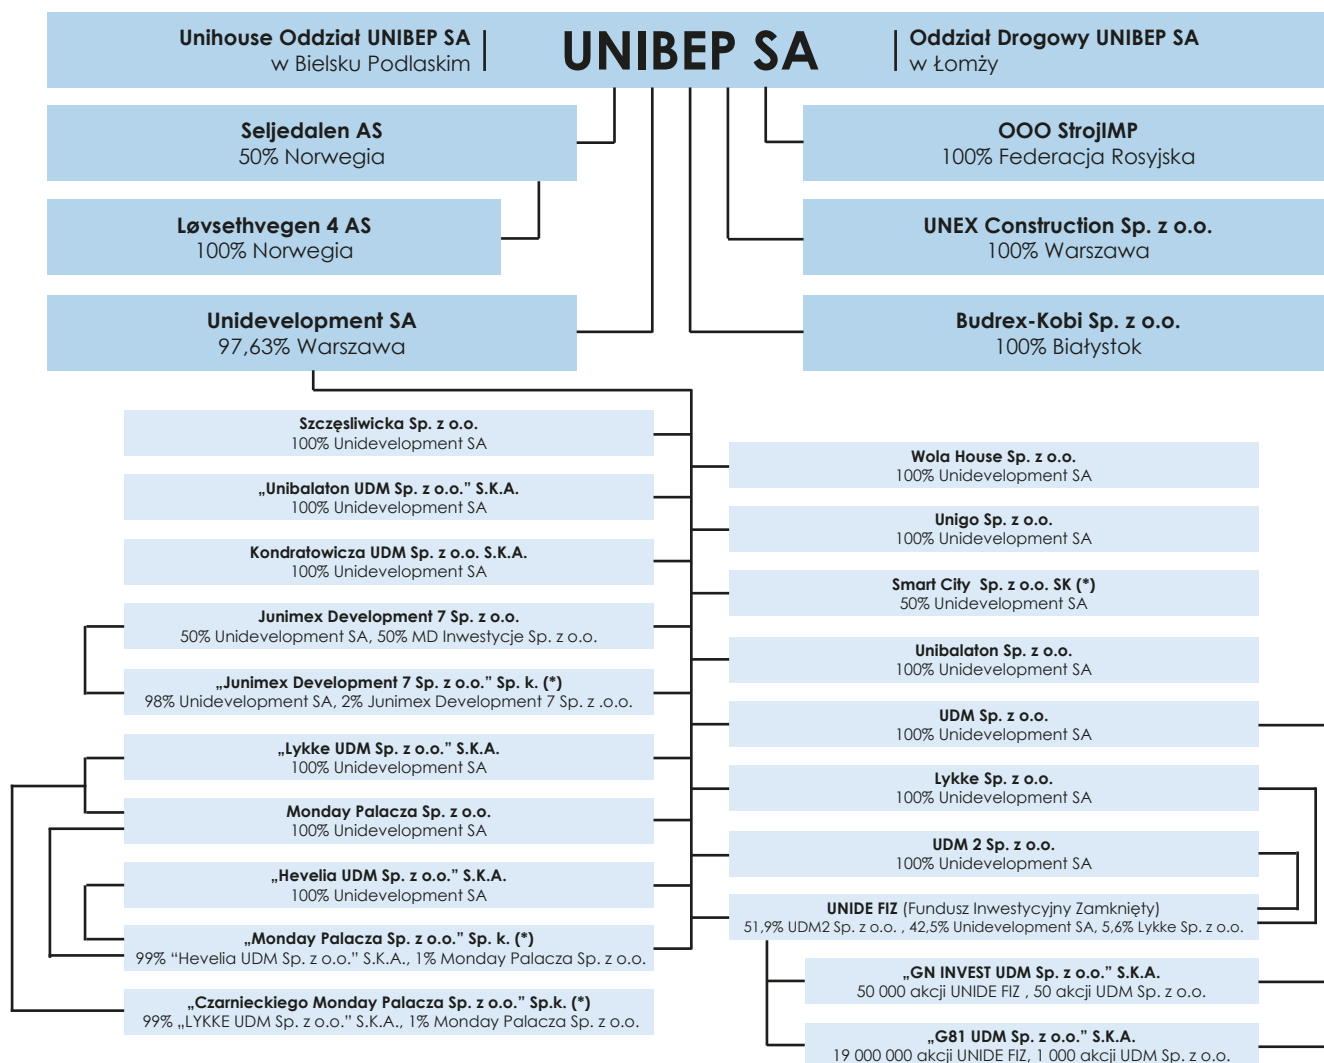 Unihouse Oddział UNIBEP SA
w Bielsku Podlaskim
UNIBEP SA
Oddział Drogowy UNIBEP SA
w Łomży
Seljedalen AS
50% Norwegia
OOO StrojIMP
100% Federacja Rosyjska
Løvsethvegen 4 AS
100% Norwegia
UNEX Construction Sp. z o.o.
100% Warszawa
Unidevelopment SA
97,63% Warszawa
Budrex-Kobi Sp. z o.o.
100% Białystok
Szczęsliwicka Sp. z o.o.
100% Unidevelopment SA
„Unibalaton UDM Sp. z o.o.” S.K.A.
100% Unidevelopment SA
Kondratowicza UDM Sp. z o.o. S.K.A.
100% Unidevelopment SA
Junimex Development 7 Sp. z o.o.
50% Unidevelopment SA, 50% MD Inwestycje Sp. z o.o.
„Junimex Development 7 Sp. z o.o.” Sp. k. (*)
98% Unidevelopment SA, 2% Junimex Development 7 Sp. z .o.o.
„Lykke UDM Sp. z o.o.” S.K.A.
100% Unidevelopment SA
Monday Palacza Sp. z o.o.
100% Unidevelopment SA
„Hevelia UDM Sp. z o.o.” S.K.A.
100% Unidevelopment SA
„Monday Palacza Sp. z o.o.” Sp. k. (*)
99% “Hevelia UDM Sp. z o.o.” S.K.A., 1% Monday Palacza Sp. z o.o.
„Czarnieckiego Monday Palacza Sp. z o.o.” Sp.k. (*)
99% „LYKKE UDM Sp. z o.o.” S.K.A., 1% Monday Palacza Sp. z o.o.
Wola House Sp. z o.o.
100% Unidevelopment SA
Unigo Sp. z o.o.
100% Unidevelopment SA
Smart City Sp. z o.o. SK (*)
50% Unidevelopment SA
Unibalaton Sp. z o.o.
100% Unidevelopment SA
UDM Sp. z o.o.
100% Unidevelopment SA
Lykke Sp. z o.o.
100% Unidevelopment SA
UDM 2 Sp. z o.o.
100% Unidevelopment SA
UNIDE FIZ (Fundusz Inwestycyjny Zamknięty)
51,9% UDM2 Sp. z o.o. , 42,5% Unidevelopment SA, 5,6% Lykke Sp. z o.o.
„GN INVEST UDM Sp. z o.o.” S.K.A.
50 000 akcji UNIDE FIZ , 50 akcji UDM Sp. z o.o.
„G81 UDM Sp. z o.o.” S.K.A.
19 000 000 akcji UNIDE FIZ, 1 000 akcji UDM Sp. z o.o.